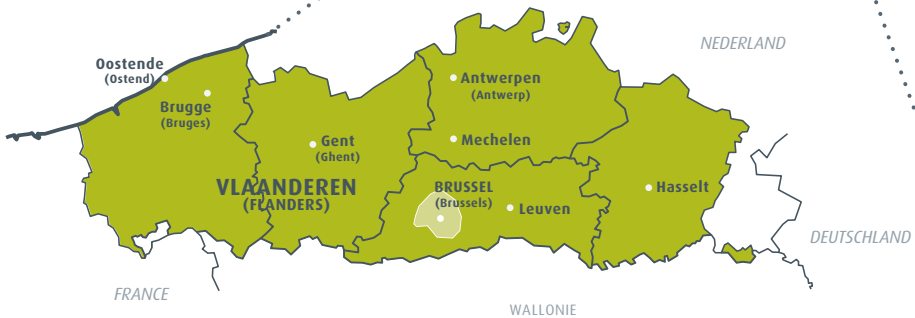 NEDERLAND
Oostende
(Ostend)
Antwerpen
(Antwerp)
Brugge
(Bruges)
Gent
(Ghent)
Mechelen
VLAANDEREN
(FLANDERS)
BRUSSEL
(Brussels)
Hasselt
Leuven
DEUTSCHLAND
FRANCE
WALLONIE